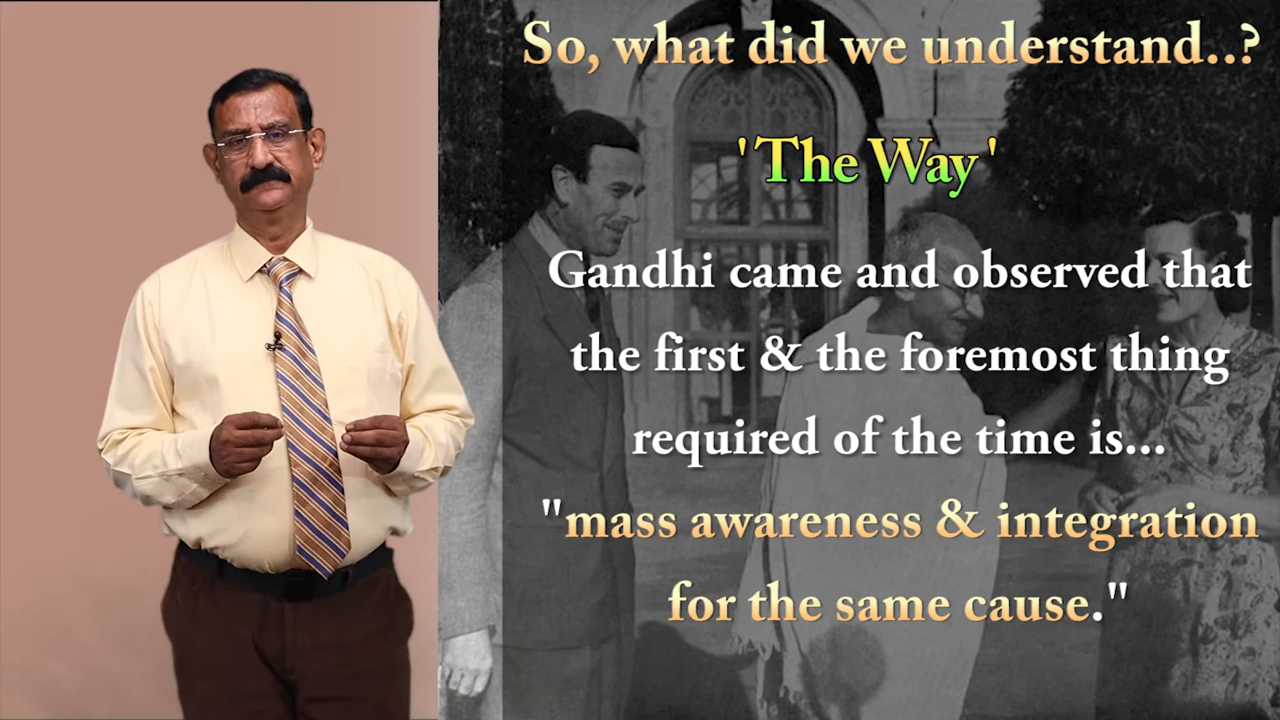 So, what did we understand..?
'The Way'
Gandhi came and observed that
the first & the foremost thing
required of the time is...
"mass awareness & integration
for the same cause."